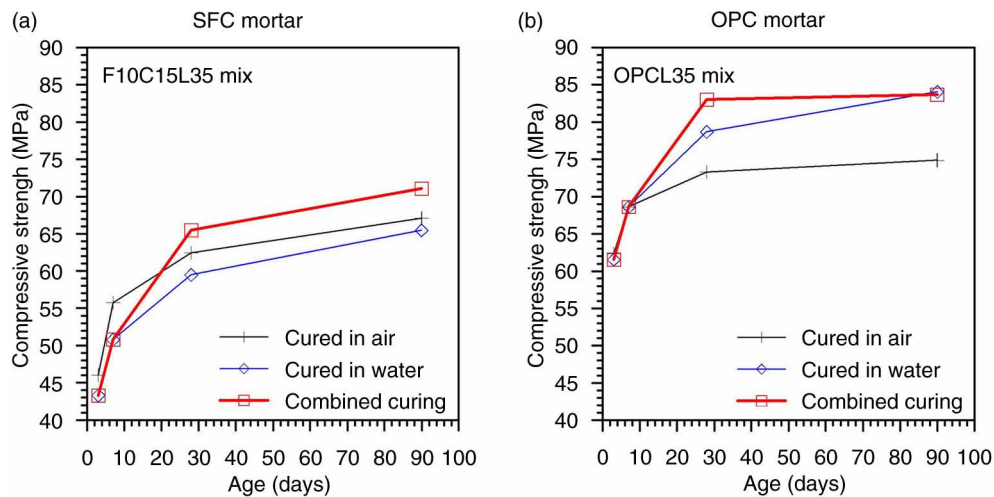 (a) SFC mortar
F10C15L35 mix
Compressive strengh (MPa)
90
85
80
75
70
65
60
55
50
45
40
Cured in air
Cured in water
Combined curing
0 10 20 30 40 50 60 70 80 90 100
Age (days)
(b) OPC mortar
OPCL35 mix
Compressive strengh (MPa)
90
85
80
75
70
65
60
55
50
45
40
Cured in air
Cured in water
Combined curing
0 10 20 30 40 50 60 70 80 90 100
Age (days)